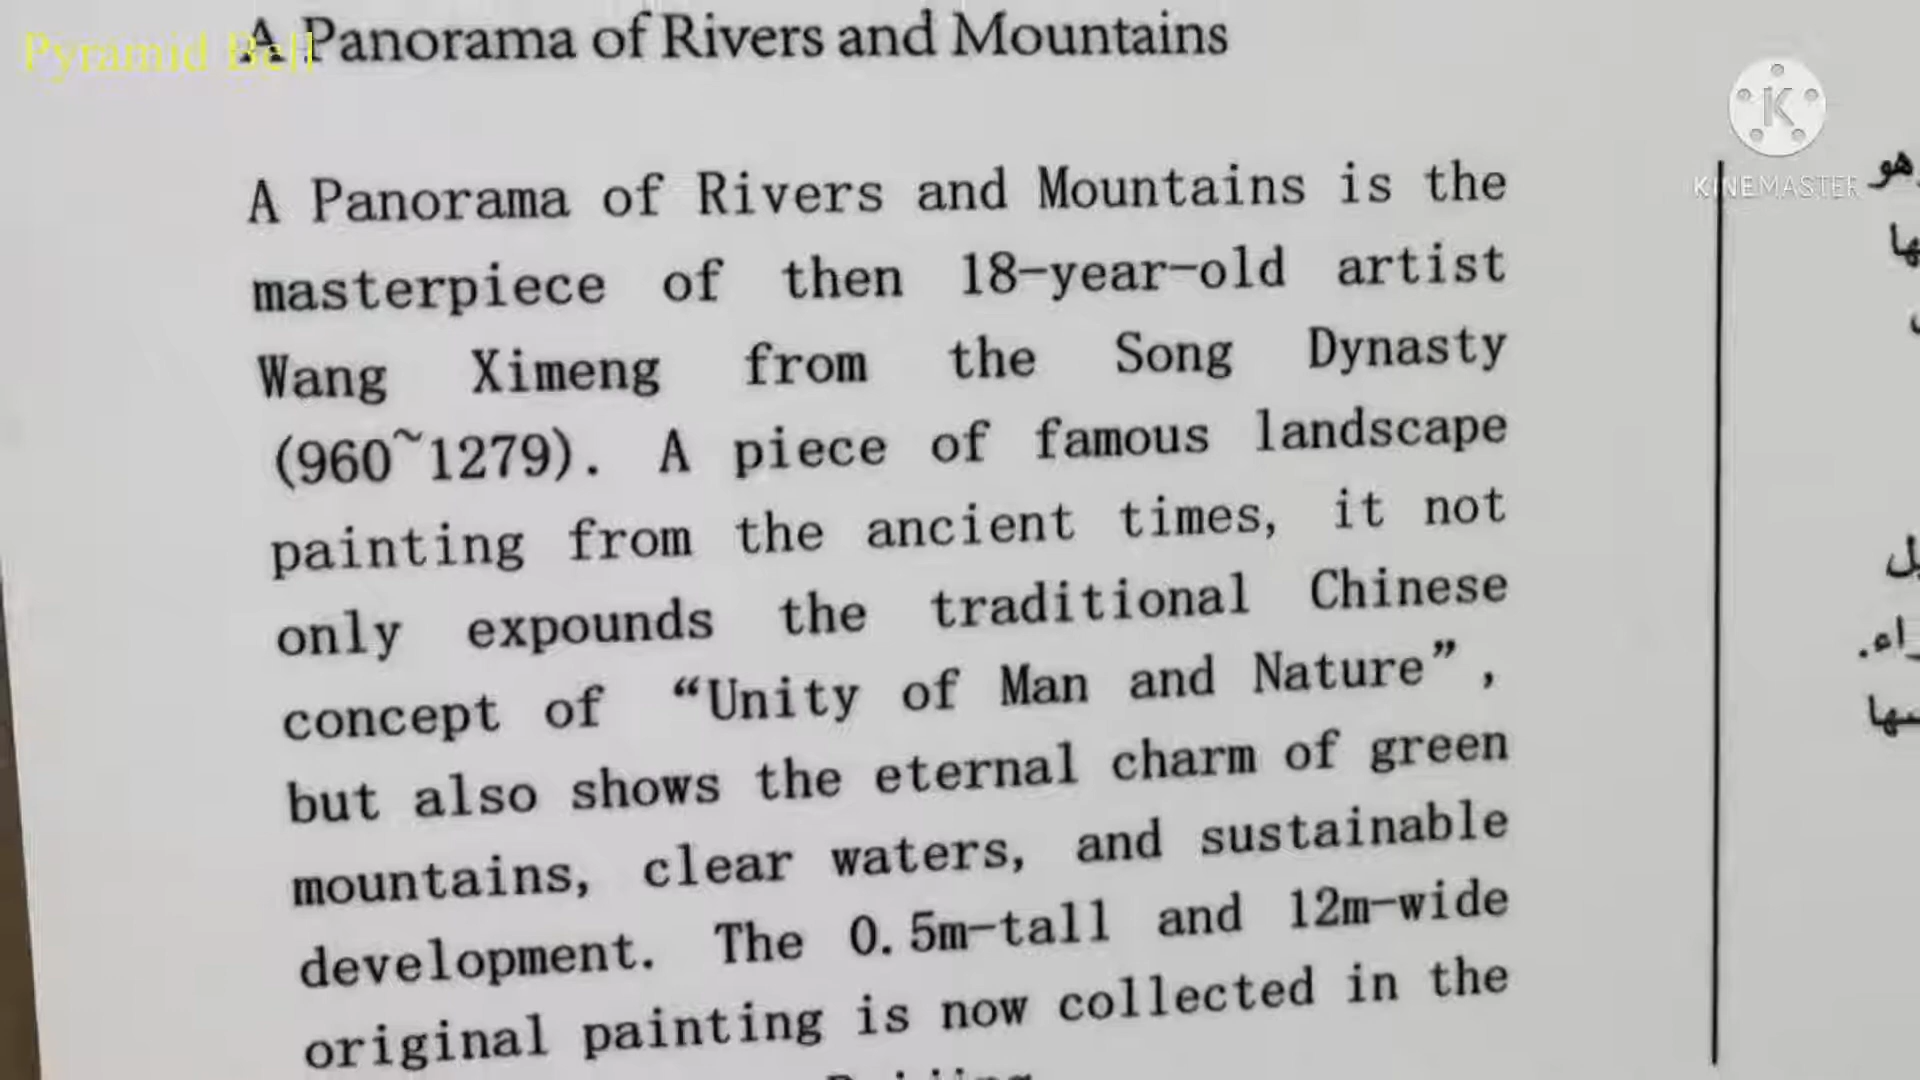 Pyramid Bell
A Panorama of Rivers and Mountains
KINEMASTER
A Panorama of Rivers and Mountains is the
masterpiece of then 18-year-old artist
Wang Ximeng from the Song Dynasty
(960~1279). A piece of famous landscape
painting from the ancient times, it not
only expounds the traditional Chinese
concept of “Unity of Man and Nature”,
but also shows the eternal charm of green
mountains, clear waters, and sustainable
development. The 0.5m-tall and 12m-wide
original painting is now collected in the
هو